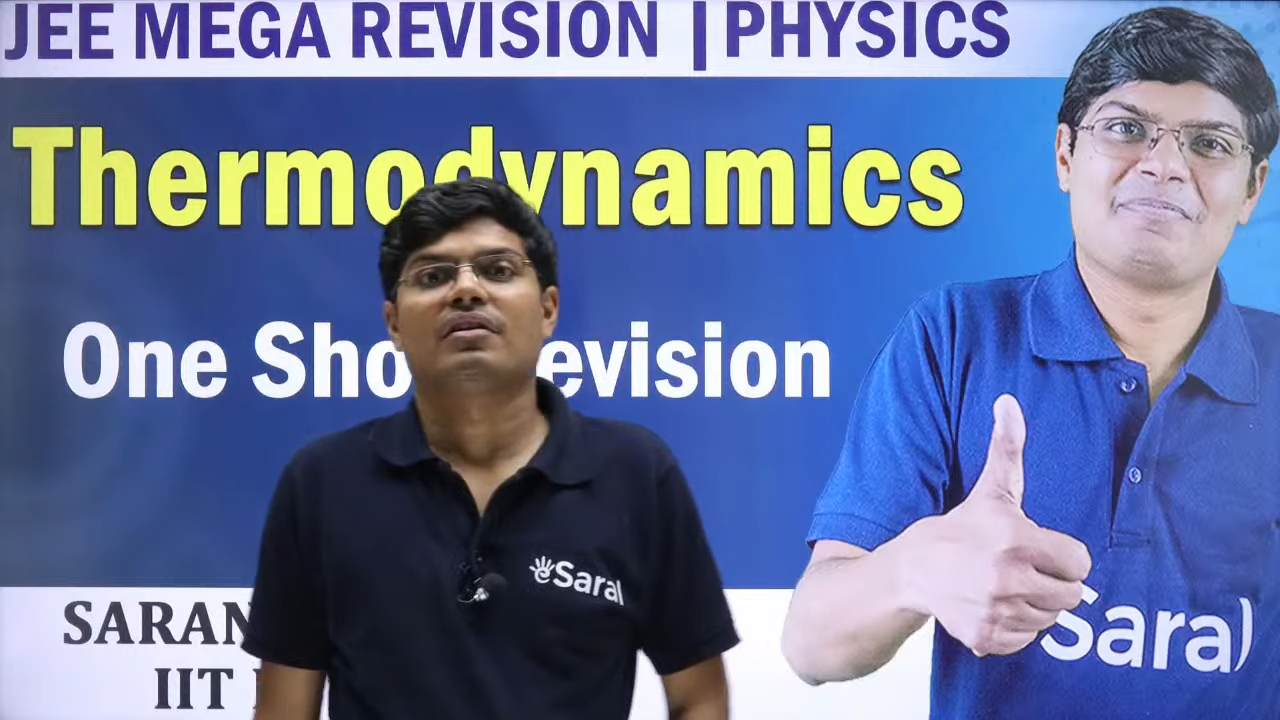 JEE MEGA REVISION | PHYSICS
Thermodynamics
One Sho evision
eSaral
SARAN
IIT
Saral